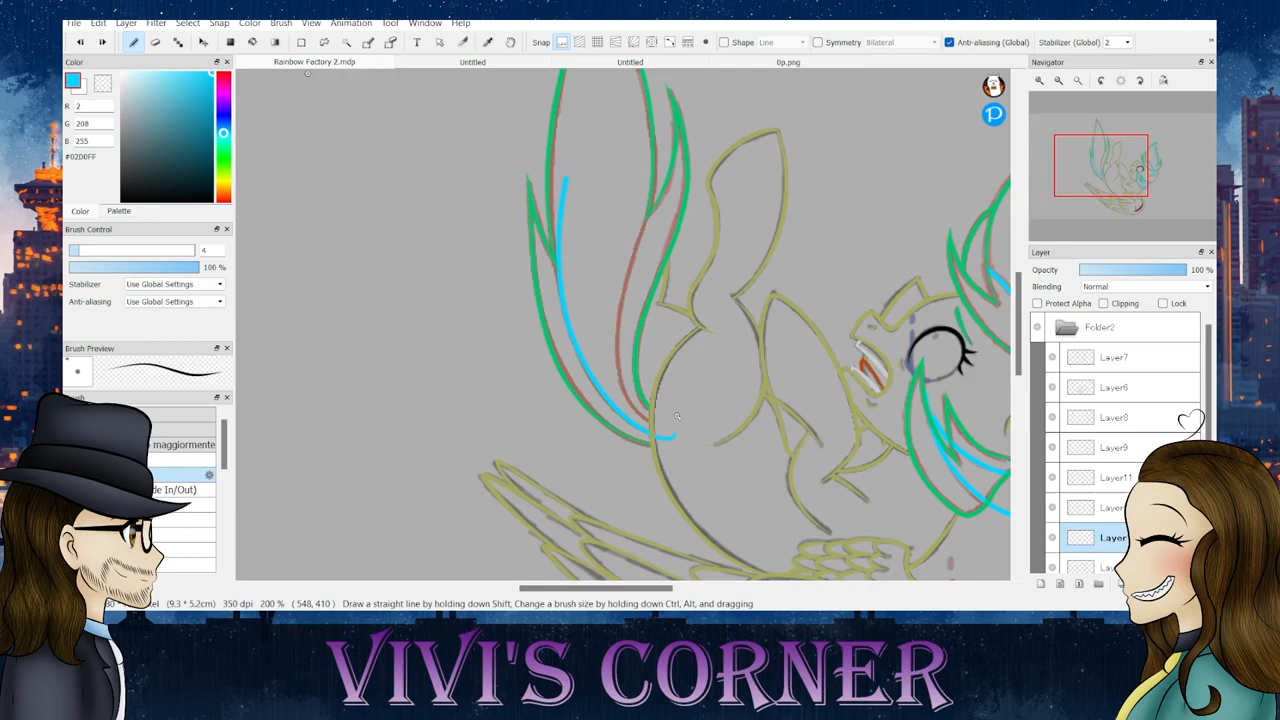 File Edit Layer Filter Select Snap Color Brush View Animation Tool Window Help
Snap Shape Line Symmetry Bilateral Anti-aliasing (Global) Stabilizer (Global) 2
Color
Rainbow Factory 2.mdp Untitled Untitled 0p.png
Navigator
R 2
G 208
B 255
#02D0FF
Color Palette
Brush Control
4
100 %
Stabilizer Use Global Settings
Anti-aliasing Use Global Settings
Brush Preview
maggiormente
de In/Out)
Layer
Opacity 100 %
Blending Normal
Protect Alpha Clipping Lock
Folder2
Layer7
Layer6
Layer8
Layer9
Layer11
Layer
Layer
(9.3 * 5.2cm) 350 dpi 200 % ( 548, 410 ) Draw a straight line by holding down Shift, Change a brush size by holding down Ctrl, Alt, and dragging
VIVI'S CORNER